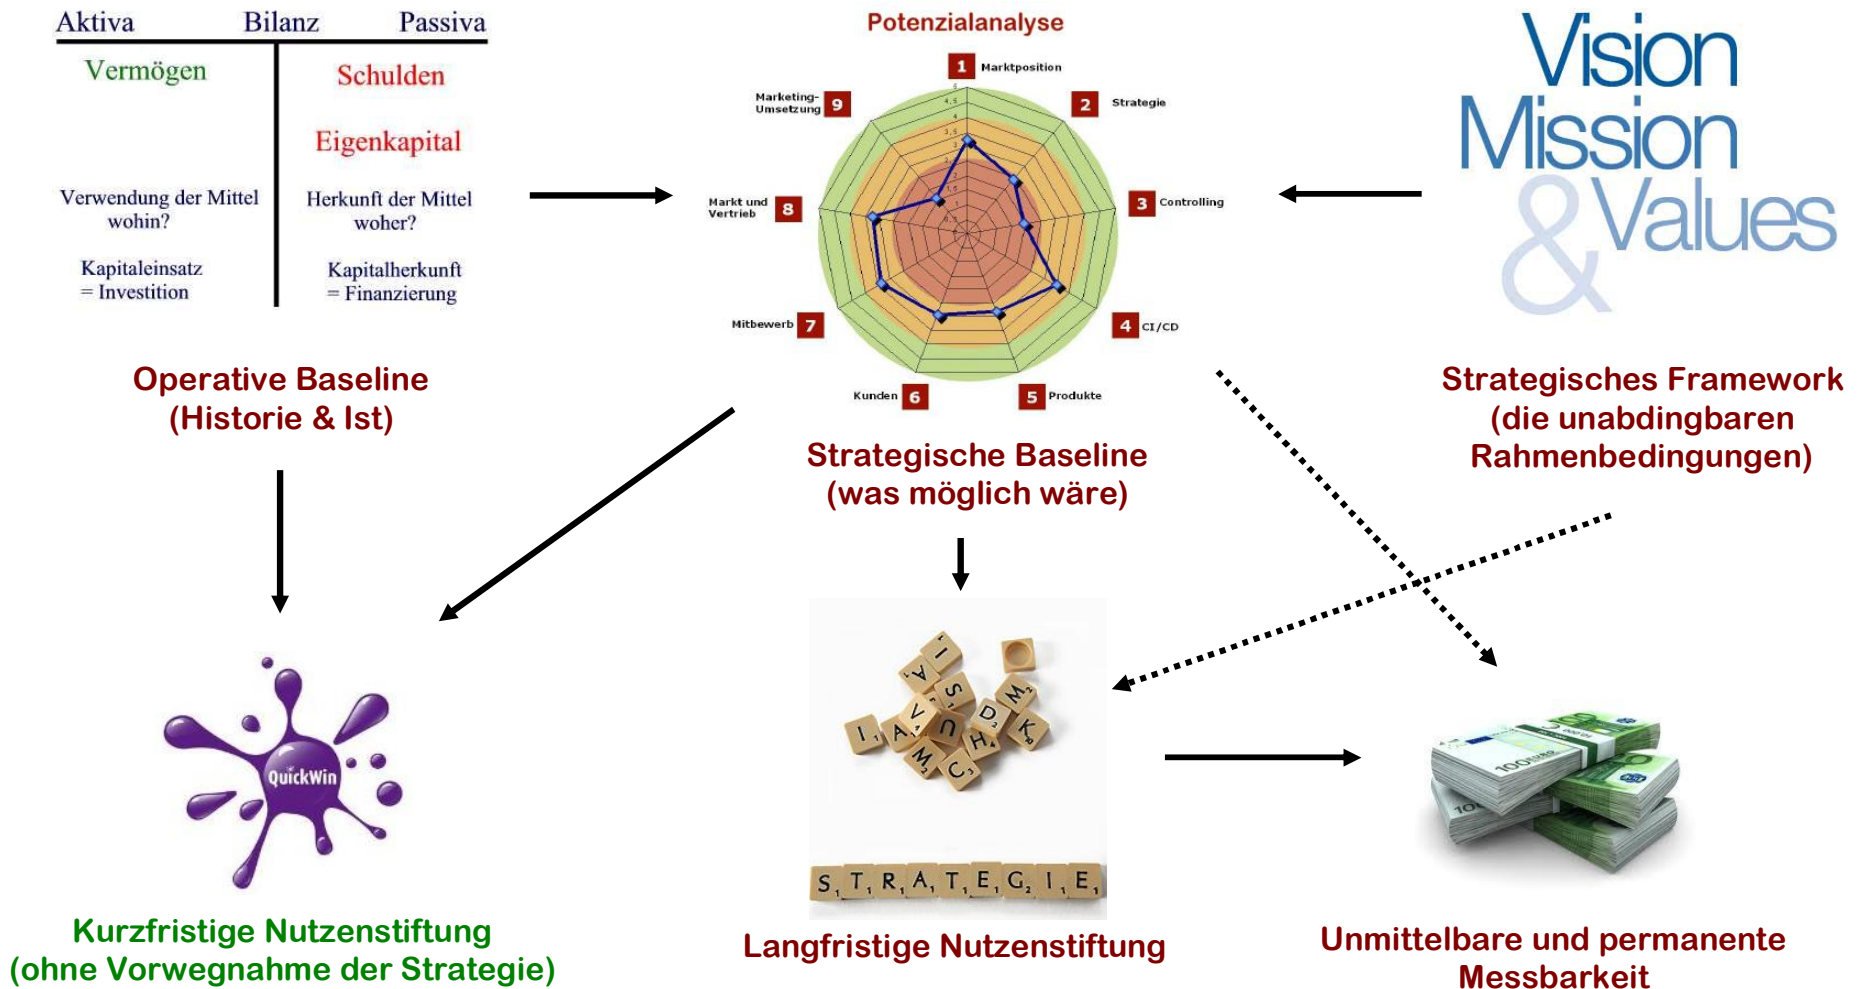 Aktiva Bilanz Passiva
Vermögen
Schulden
Eigenkapital
Verwendung der Mittel
wohin?
Herkunft der Mittel
woher?
Kapitaleinsatz
= Investition
Kapitalherkunft
= Finanzierung
Operative Baseline
(Historie & Ist)
Potenzialanalyse
1 Marktposition
2 Strategie
3 Controlling
4 CI/CD
5 Produkte
Kunden 6
Mitbewerb 7
Markt und
Vertrieb 8
Marketing-
Umsetzung 9
Strategische Baseline
(was möglich wäre)
Vision
Mission
& Values
Strategisches Framework
(die unabdingbaren
Rahmenbedingungen)
QuickWin
Kurzfristige Nutzenstiftung
(ohne Vorwegnahme der Strategie)
I
A
S
M
V
D
I
A
U
H
K
M
C
STRATEGIE
Langfristige Nutzenstiftung
100 EURO
100
Unmittelbare und permanente
Messbarkeit